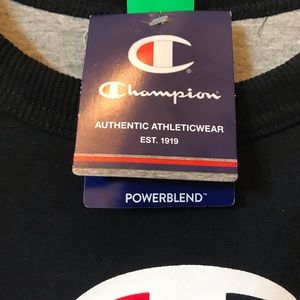 Champion
AUTHENTIC ATHLETICWEAR
EST. 1919
POWERBLEND™